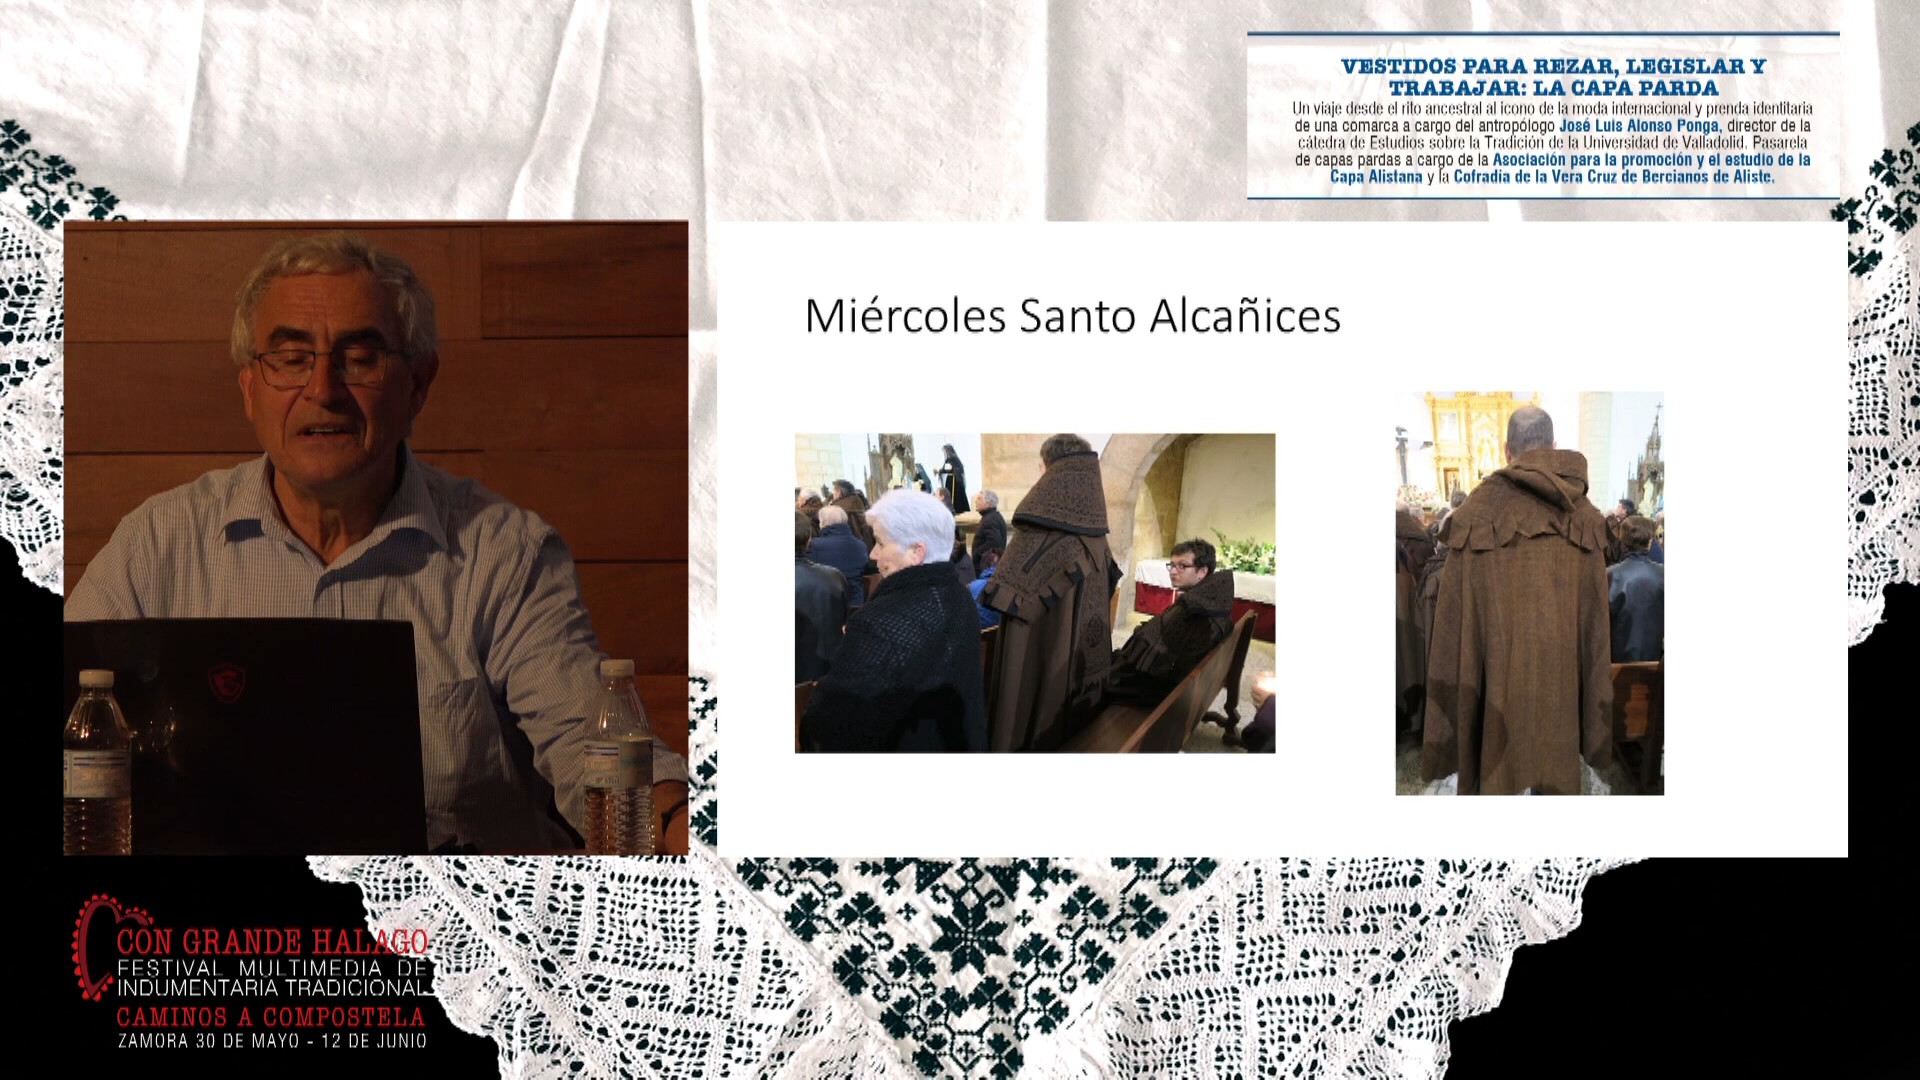 VESTIDOS PARA REZAR, LEGISLAR Y
TRABAJAR: LA CAPA PARDA
Un viaje desde el rito ancestral al icono de la moda internacional y prenda identitaria
de una comarca a cargo del antropólogo José Luis Alonso Ponga, director de la
cátedra de Estudios sobre la Tradición de la Universidad de Valladolid. Pasarela
de capas pardas a cargo de la Asociación para la promoción y el estudio de la
Capa Alistana y la Cofradía de la Vera Cruz de Bercianos de Aliste.
Miércoles Santo Alcañices
CON GRANDE HALAGO
FESTIVAL MULTIMEDIA DE
INDUMENTARIA TRADICIONAL
CAMINOS A COMPOSTELA
ZAMORA 30 DE MAYO - 12 DE JUNIO